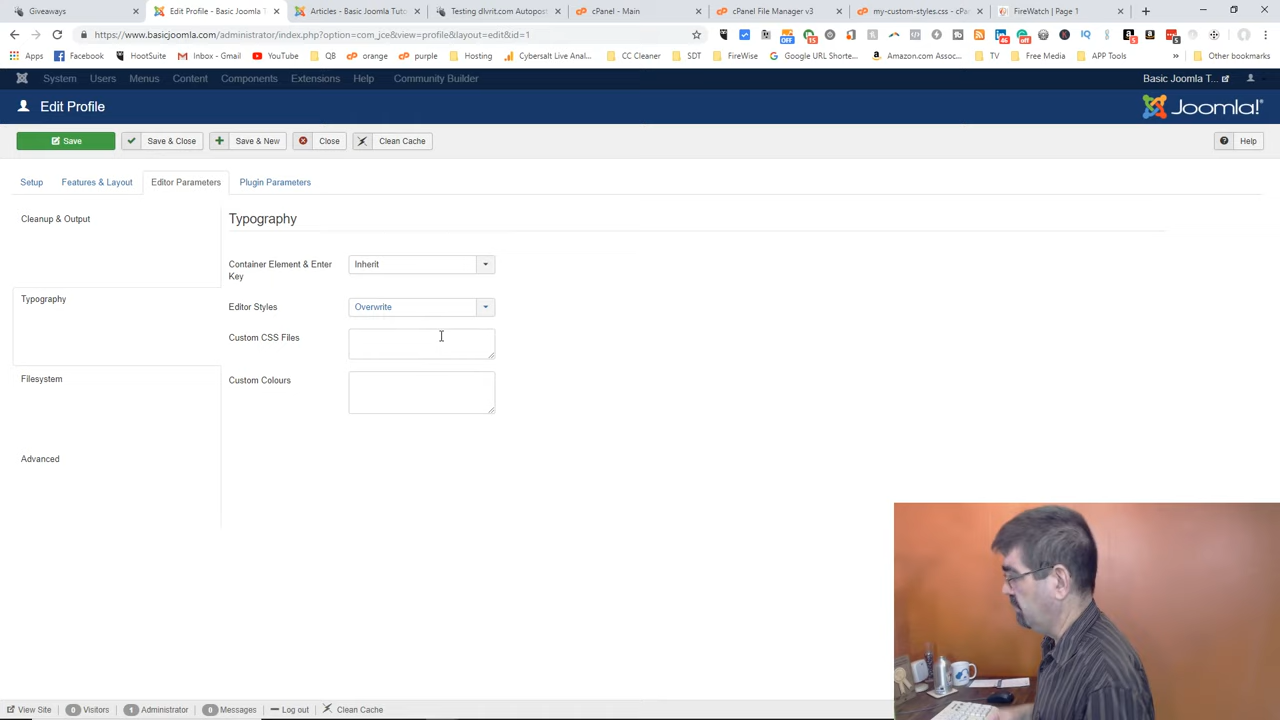 Giveaways
Edit Profile - Basic Joomla T
Articles - Basic Joomla Tuto
Testing dlvrit.com Autopost
cPanel - Main
cPanel File Manager v3
my-custom-styles.css - cPa
FireWatch | Page 1
https://www.basicjoomla.com/administrator/index.php?option=com_jce&view=profile&layout=edit&id=1
Apps
Facebook
HootSuite
Inbox - Gmail
YouTube
QB
orange
purple
Hosting
Cybersalt Live Anal...
CC Cleaner
SDT
FireWise
Google URL Shorte...
Amazon.com Assoc...
TV
Free Media
APP Tools
»
Other bookmarks
System
Users
Menus
Content
Components
Extensions
Help
Community Builder
Basic Joomla T...
Edit Profile
Joomla!
Save
Save & Close
Save & New
Close
Clean Cache
Help
Setup
Features & Layout
Editor Parameters
Plugin Parameters
Cleanup & Output
Typography
Filesystem
Advanced
Typography
Container Element & Enter
Key
Inherit
Editor Styles
Overwrite
Custom CSS Files
Custom Colours
View Site
0 Visitors
1 Administrator
0 Messages
Log out
Clean Cache